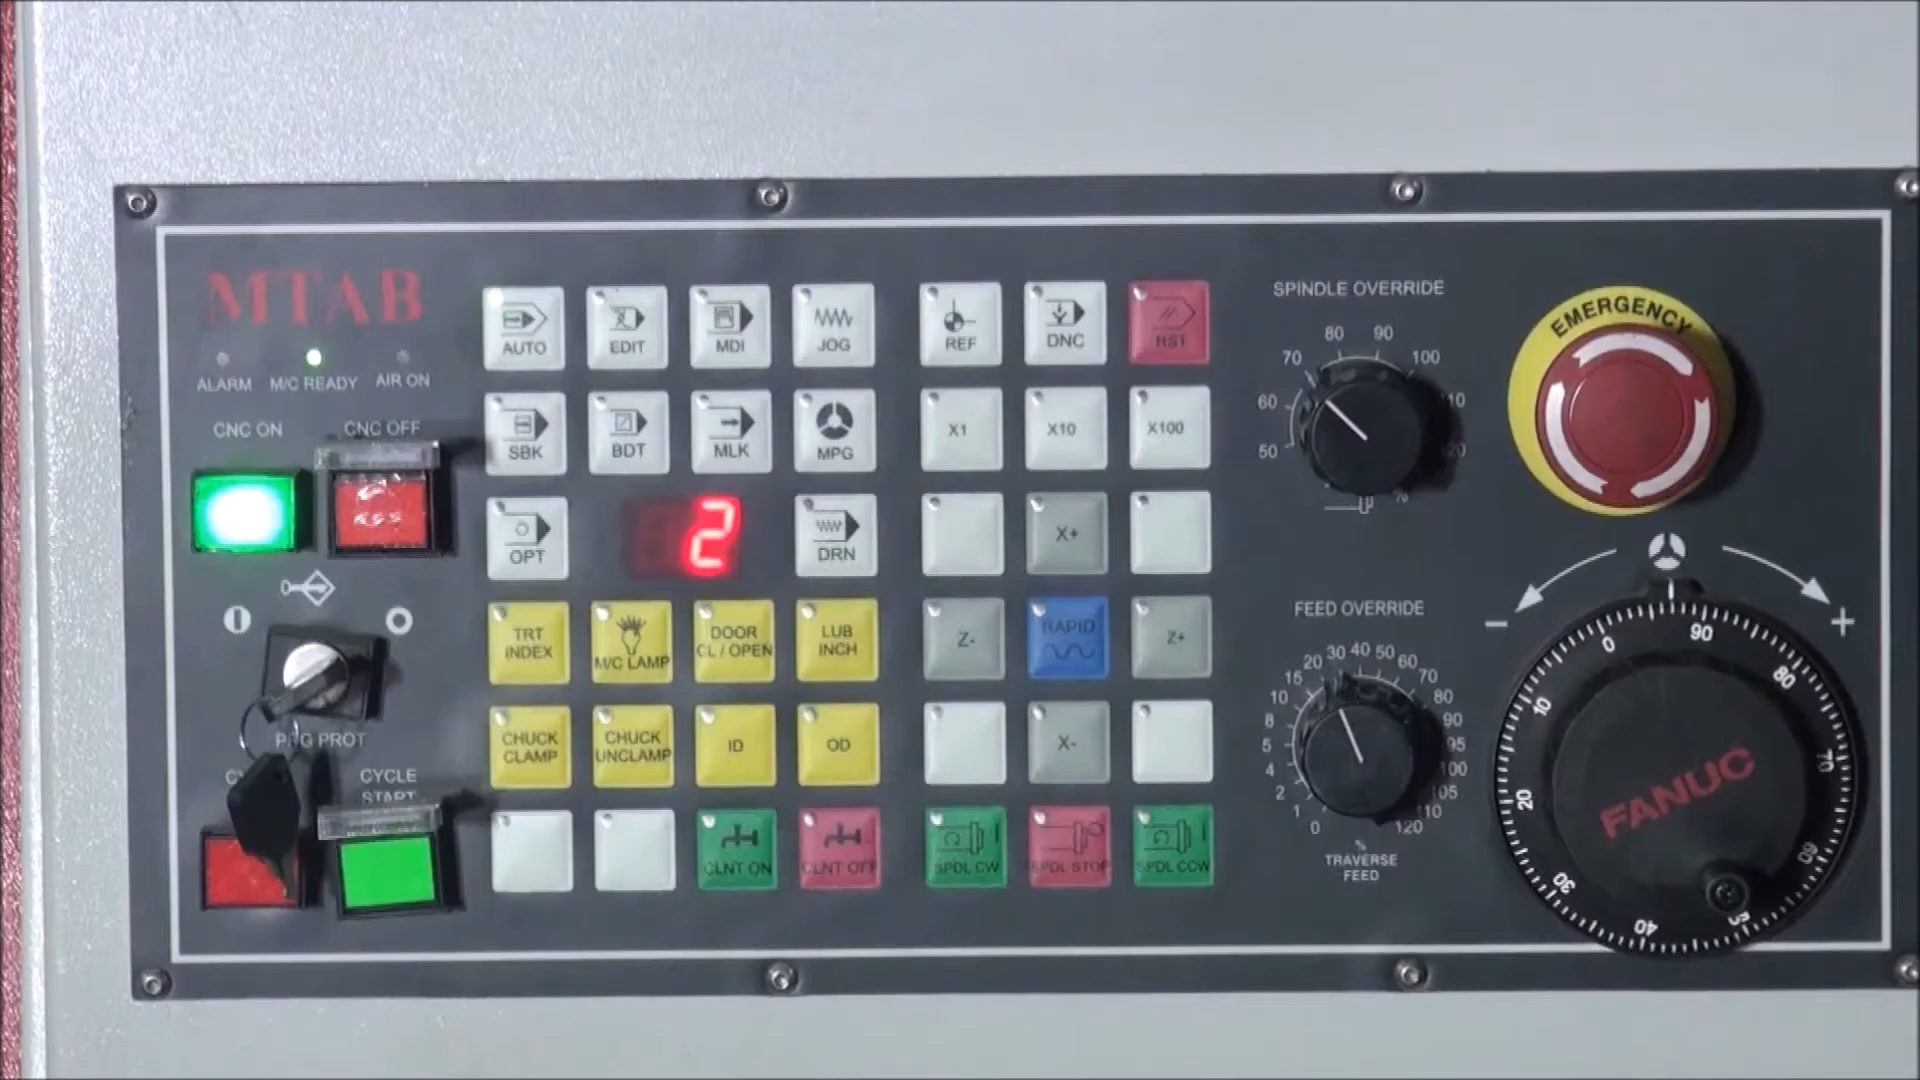 MTAB
ALARM M/C READY AIR ON
CNC ON CNC OFF
PRG PROT
CYCLE
START
AUTO EDIT MDI JOG
SBK BDT MLK MPG
OPT 2 DRN
TRT
INDEX
M/C LAMP
DOOR
CL / OPEN
LUB
INCH
CHUCK
CLAMP
CHUCK
UNCLAMP
ID OD
CLNT ON CLNT OFF
REF DNC RST
X1 X10 X100
X+
Z- RAPID Z+
X-
SPDL CW SPDL STOP SPDL CCW
SPINDLE OVERRIDE
50 60 70 80 90 100 110 120
%
FEED OVERRIDE
0 1 2 4 5 8 10 15 20 30 40 50 60 70 80 90 95 100 105 110 120
%
TRAVERSE
FEED
EMERGENCY
- +
0 10 20 30 40 60 70 80 90
FANUC